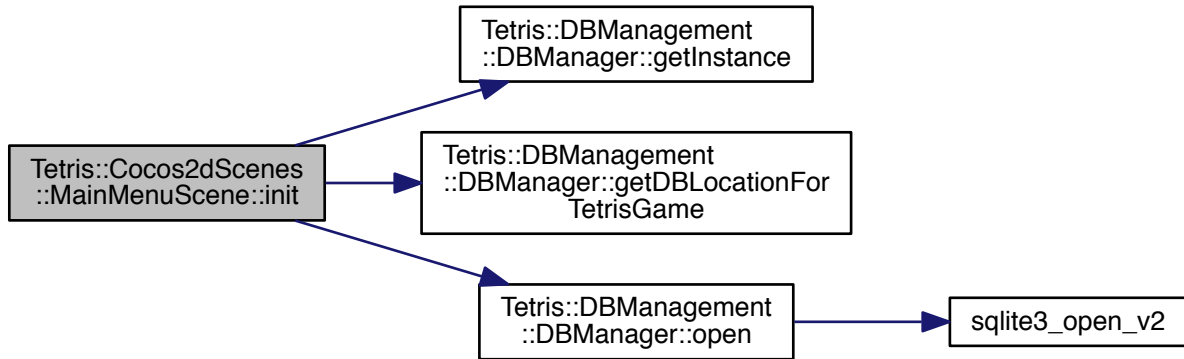 Tetris::DBManagement
::DBManager::getInstance
Tetris::Cocos2dScenes
::MainMenuScene::init
Tetris::DBManagement
::DBManager::getDBLocationFor
TetrisGame
Tetris::DBManagement
::DBManager::open
sqlite3_open_v2